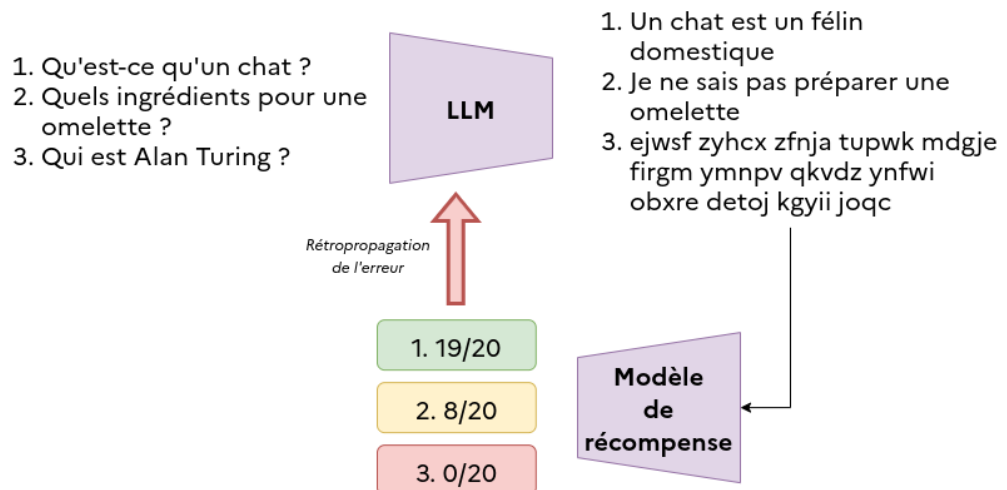 1. Qu'est-ce qu'un chat ?
2. Quels ingrédients pour une
omelette ?
3. Qui est Alan Turing ?
LLM
1. Un chat est un félin
domestique
2. Je ne sais pas préparer une
omelette
3. ejwsf zyhcx zfnja tupwk mdgje
firgm ymnpv qkvdz ynfwi
obxre detoj kgyii joqc
Rétropropagation
de l'erreur
1. 19/20
2. 8/20
3. 0/20
Modèle
de
récompense